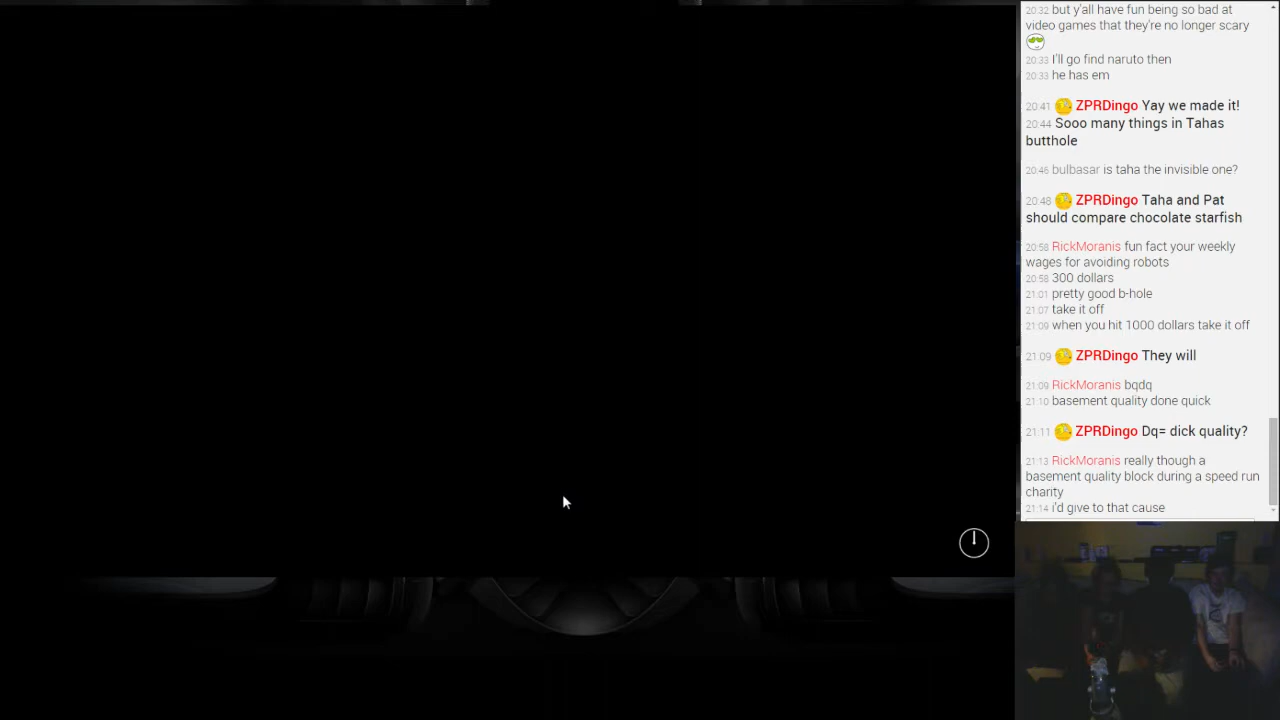 20:32 but y'all have fun being so bad at
video games that they're no longer scary
20:33 I'll go find naruto then
20:33 he has em
20:41 ZPRDingo Yay we made it!
20:44 Sooo many things in Tahas
butthole
20:46 bulbasar is taha the invisible one?
20:48 ZPRDingo Taha and Pat
should compare chocolate starfish
20:58 RickMoranis fun fact your weekly
wages for avoiding robots
20:58 300 dollars
21:01 pretty good b-hole
21:07 take it off
21:09 when you hit 1000 dollars take it off
21:09 ZPRDingo They will
21:09 RickMoranis bqdq
21:10 basement quality done quick
21:11 ZPRDingo Dq= dick quality?
21:13 RickMoranis really though a
basement quality block during a speed run
charity
21:14 i'd give to that cause